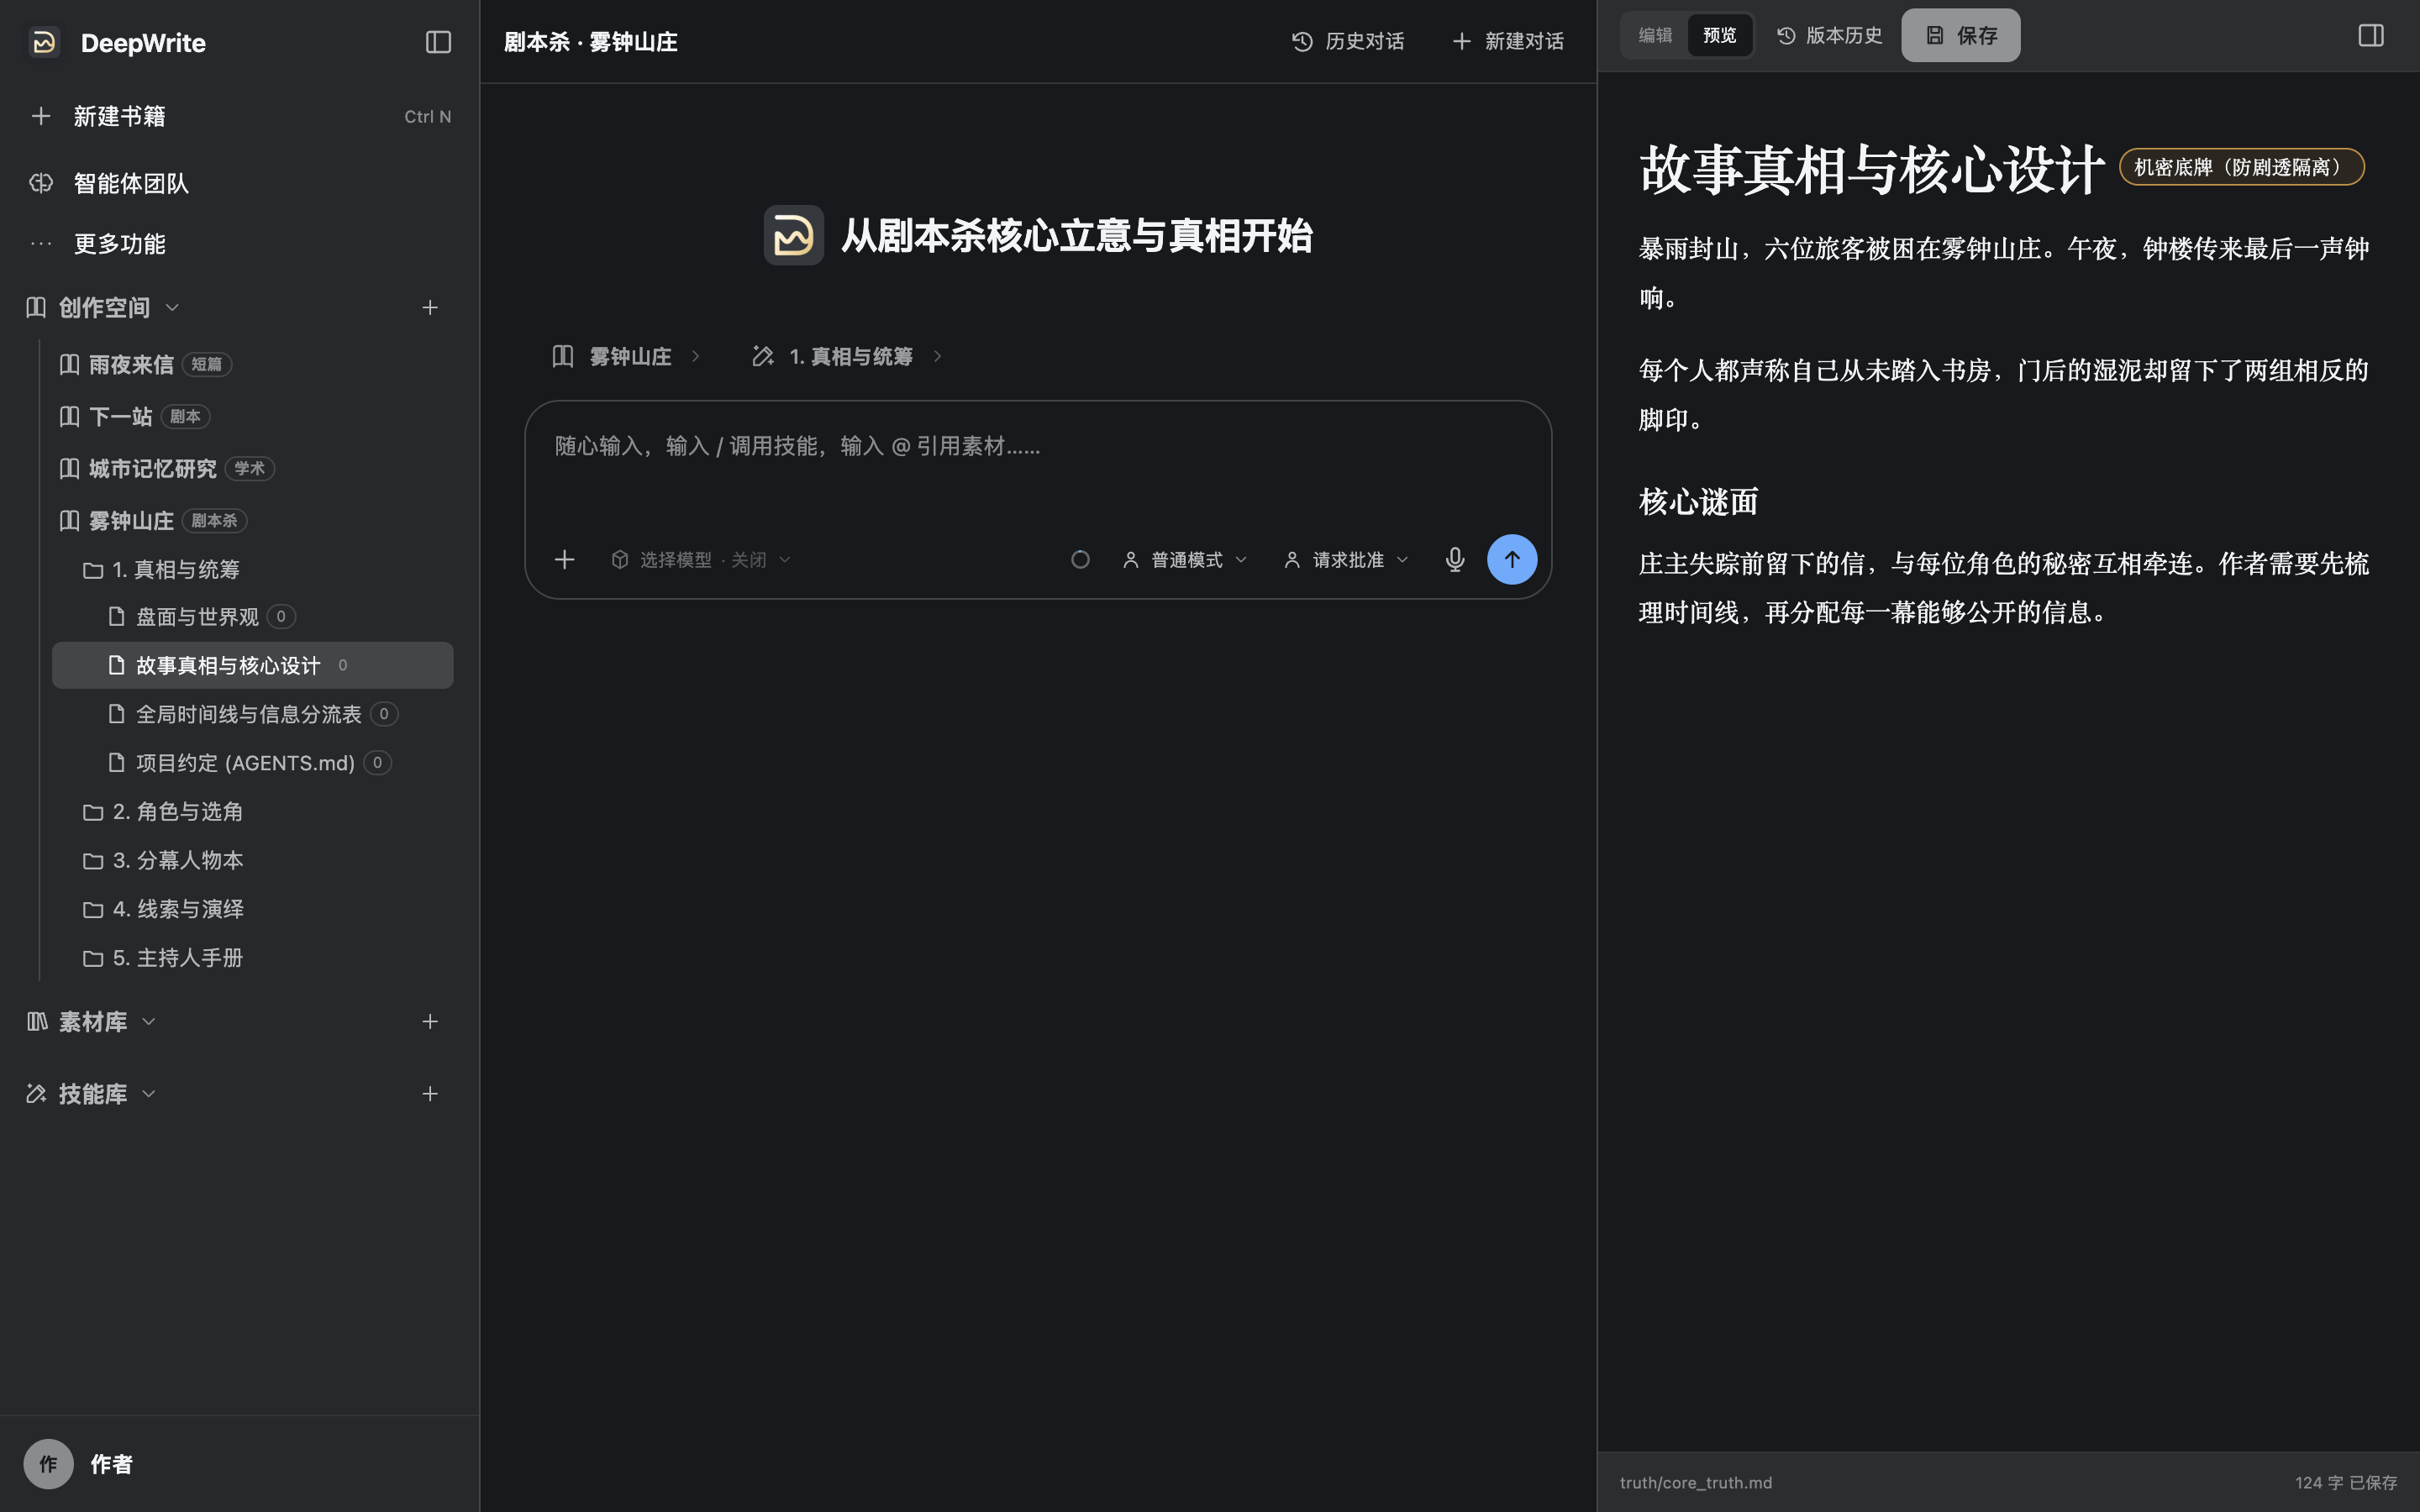 DeepWrite
新建书籍 Ctrl N
智能体团队
更多功能
创作空间
雨夜来信 短篇
下一站 剧本
城市记忆研究 学术
雾钟山庄 剧本杀
1. 真相与统筹
盘面与世界观 0
故事真相与核心设计 0
全局时间线与信息分流表 0
项目约定 (AGENTS.md) 0
2. 角色与选角
3. 分幕人物本
4. 线索与演绎
5. 主持人手册
素材库
技能库
作 作者
剧本杀 · 雾钟山庄 历史对话 新建对话
从剧本杀核心立意与真相开始
雾钟山庄 1. 真相与统筹
随心输入，输入 / 调用技能，输入 @ 引用素材……
选择模型 · 关闭 普通模式 请求批准
编辑 预览 版本历史 保存
故事真相与核心设计 机密底牌（防剧透隔离）
暴雨封山，六位旅客被困在雾钟山庄。午夜，钟楼传来最后一声钟
响。
每个人都声称自己从未踏入书房，门后的湿泥却留下了两组相反的
脚印。
核心谜面
庄主失踪前留下的信，与每位角色的秘密互相牵连。作者需要先梳
理时间线，再分配每一幕能够公开的信息。
truth/core_truth.md 124 字 已保存